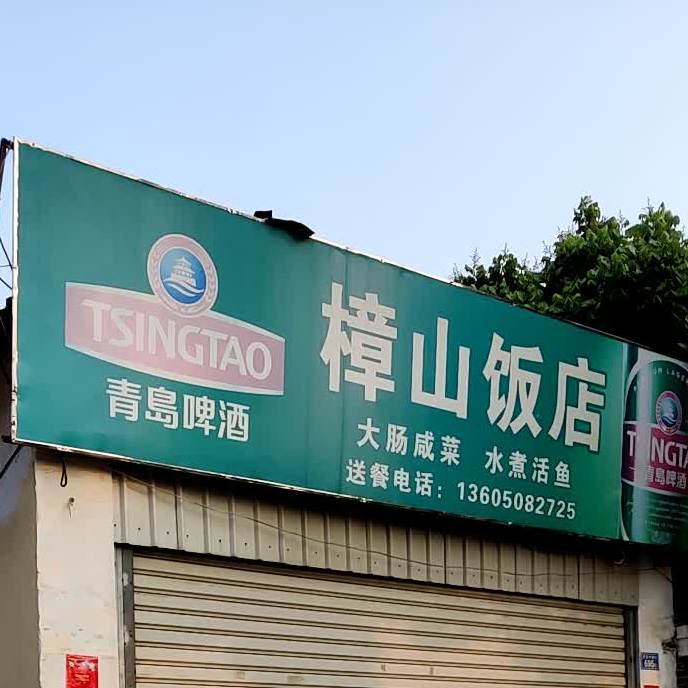 TSINGTAO
青島啤酒
樟山饭店
大肠咸菜 水煮活鱼
送餐电话：13605082725
青島啤酒